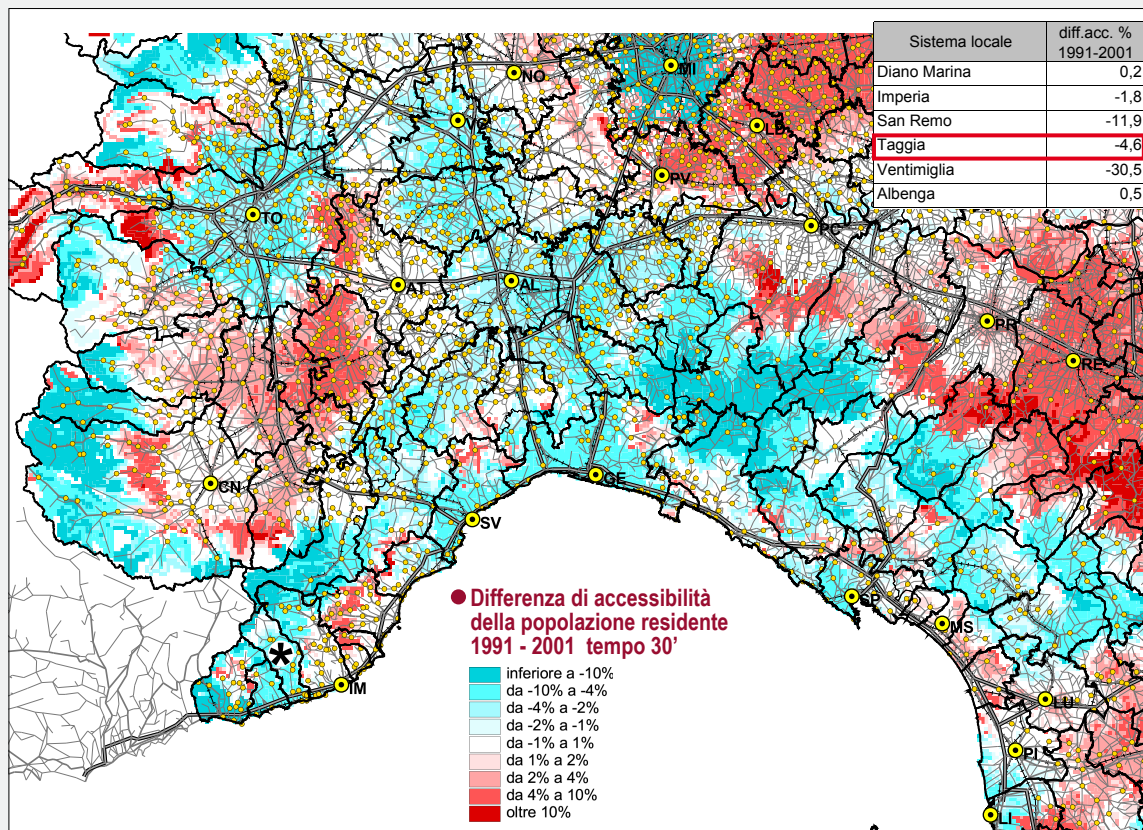 Sistema locale diff.acc. % 1991-2001
Diano Marina 0,2
Imperia -1,8
San Remo -11,9
Taggia -4,6
Ventimiglia -30,5
Albenga 0,5
NO
MI
VC
LD
PV
TO
PC
AT
AL
PR
RE
CN
GE
SV
SP
MS
IM
LU
PI
LI
*
Differenza di accessibilità
della popolazione residente
1991 - 2001 tempo 30'
inferiore a -10%
da -10% a -4%
da -4% a -2%
da -2% a -1%
da -1% a 1%
da 1% a 2%
da 2% a 4%
da 4% a 10%
oltre 10%